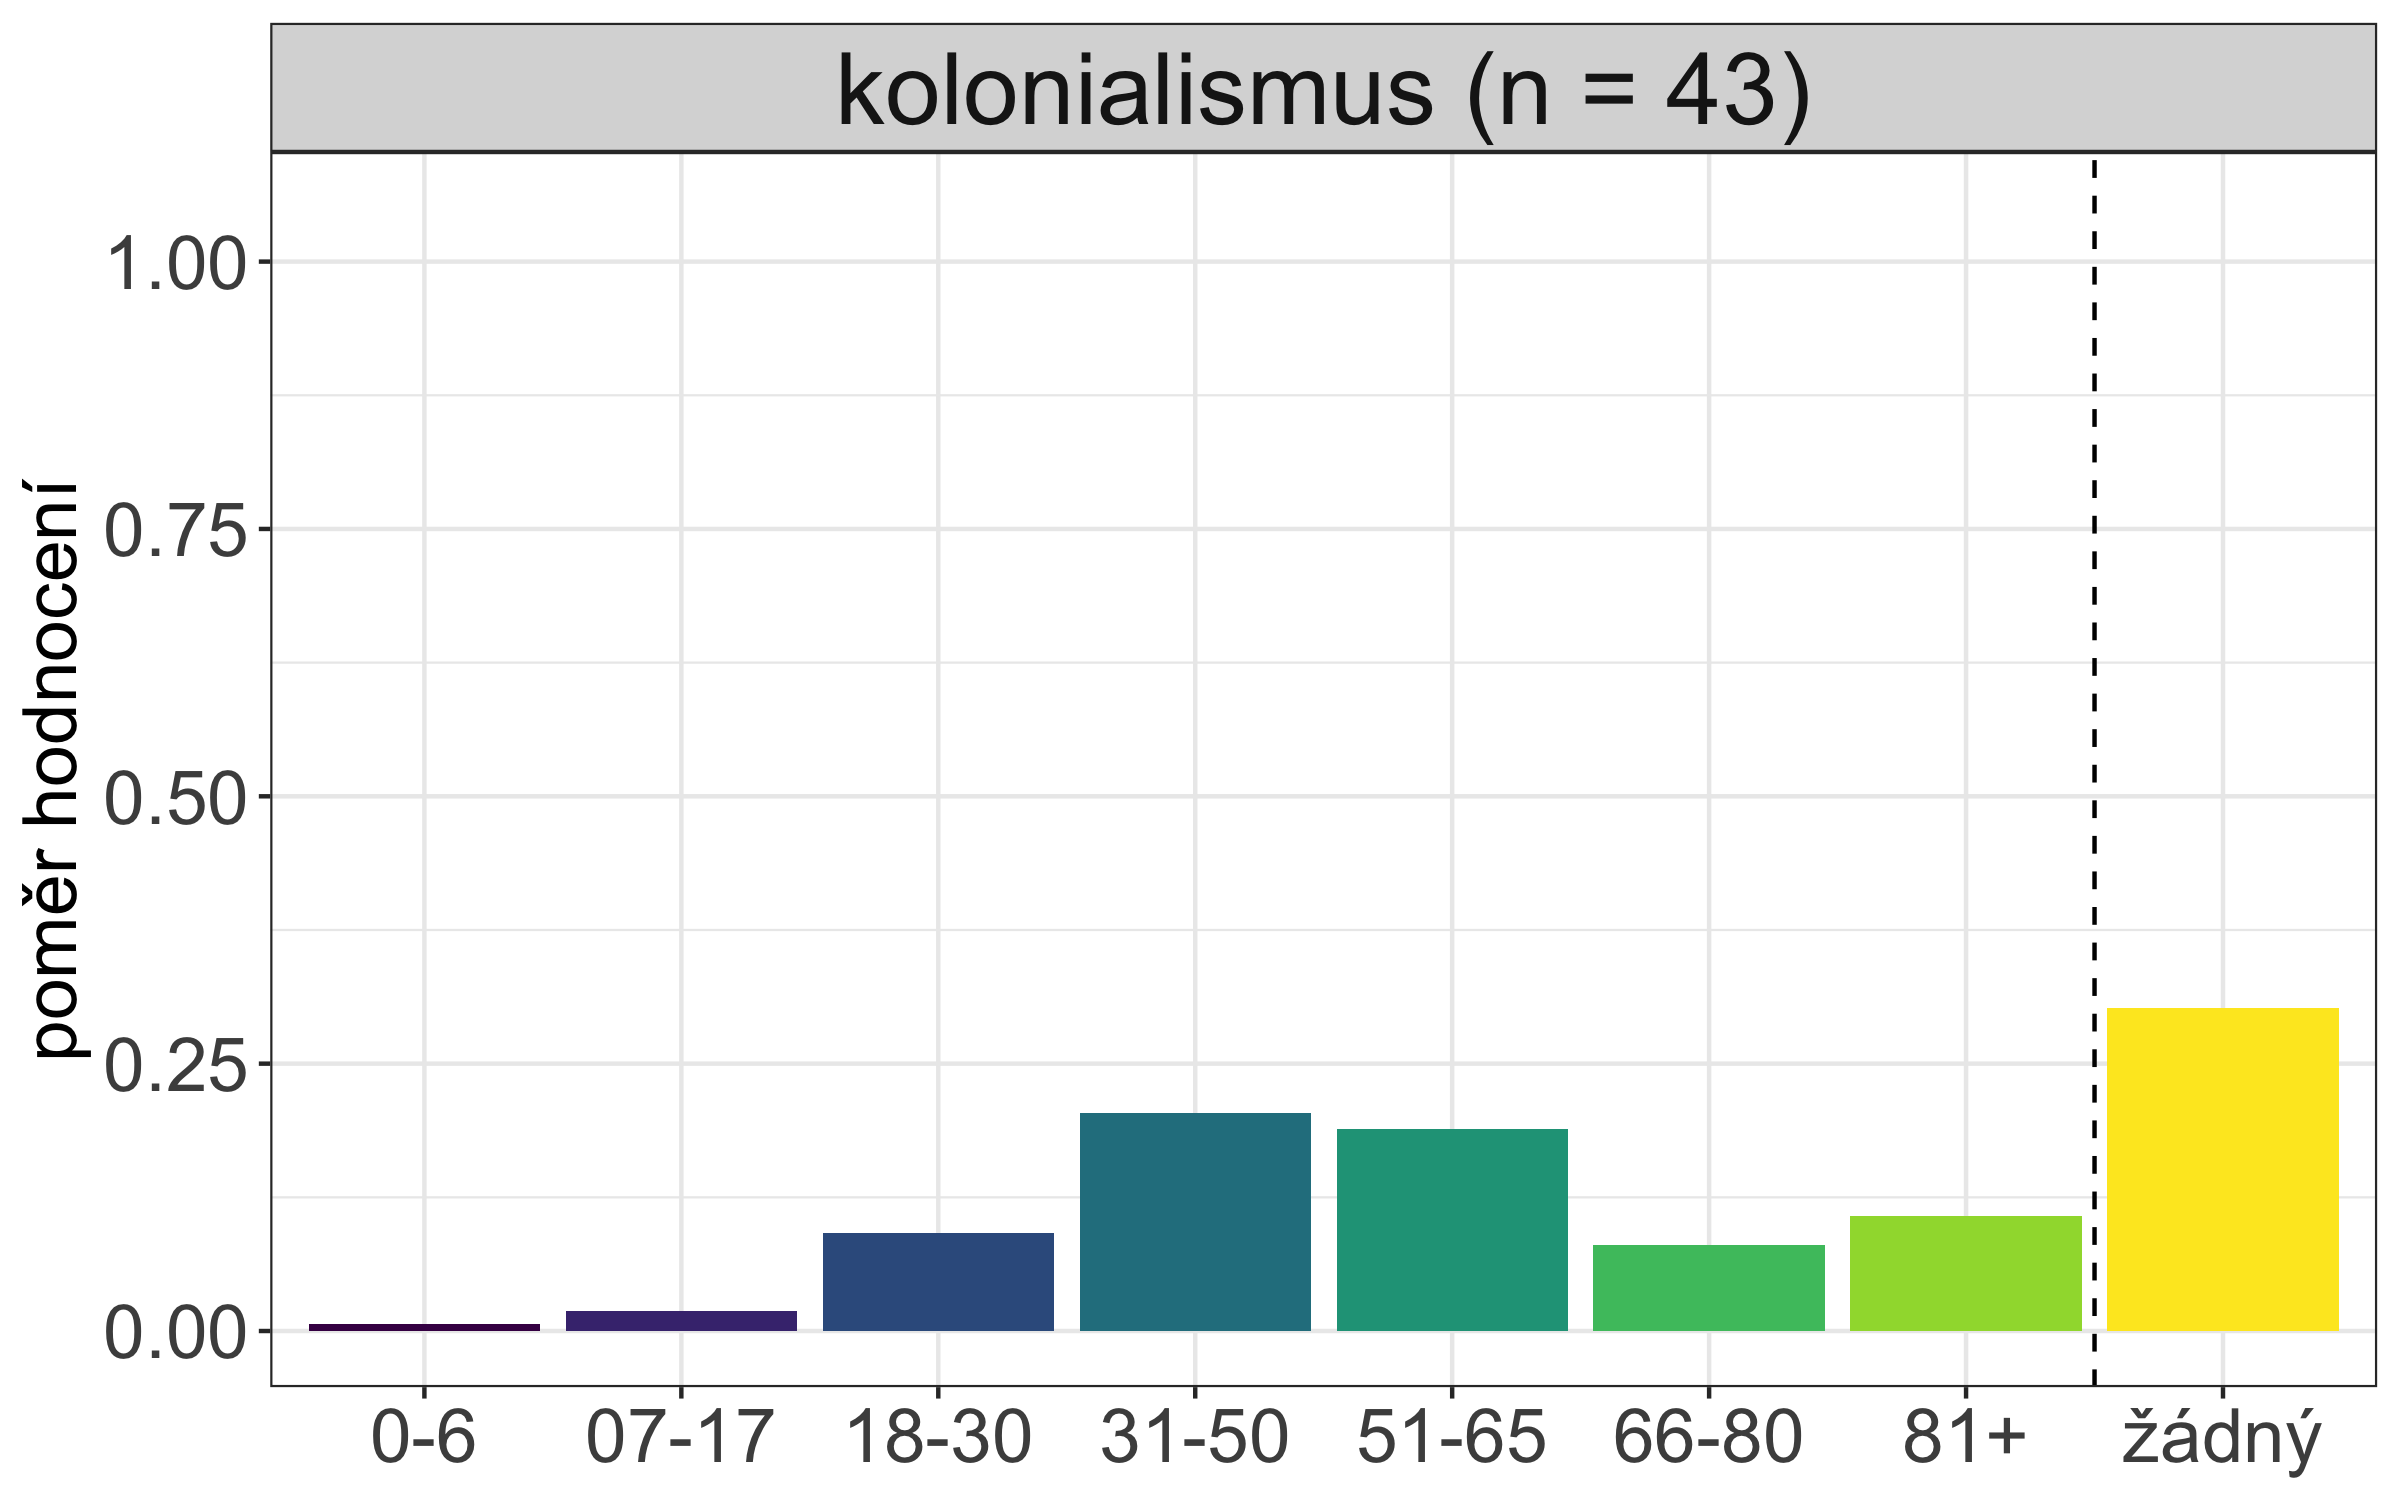 kolonialismus (n = 43)
poměr hodnocení
1.00
0.75
0.50
0.25
0.00
0-6 07-17 18-30 31-50 51-65 66-80 81+ žádný